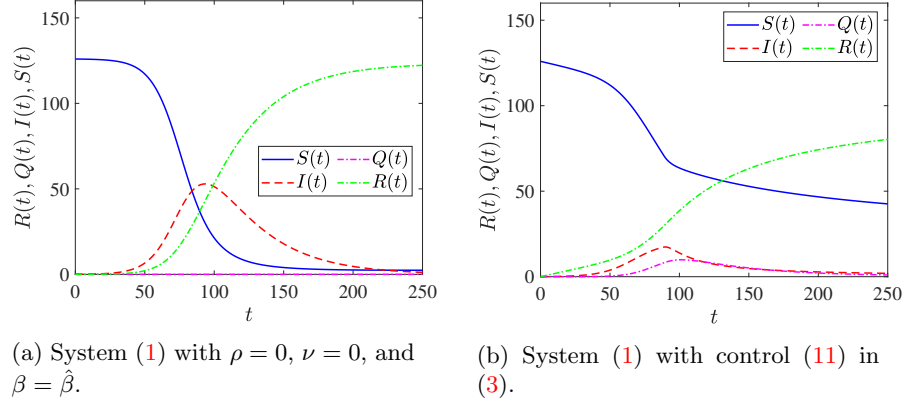 150
100
50
0
R(t), Q(t), I(t), S(t)
S(t) Q(t)
I(t) R(t)
0 50 100 150 200 250
t
(a) System (1) with ρ = 0, ν = 0, and
β = β̂.
150
100
50
0
R(t), Q(t), I(t), S(t)
S(t) Q(t)
I(t) R(t)
0 50 100 150 200 250
t
(b) System (1) with control (11) in
(3).